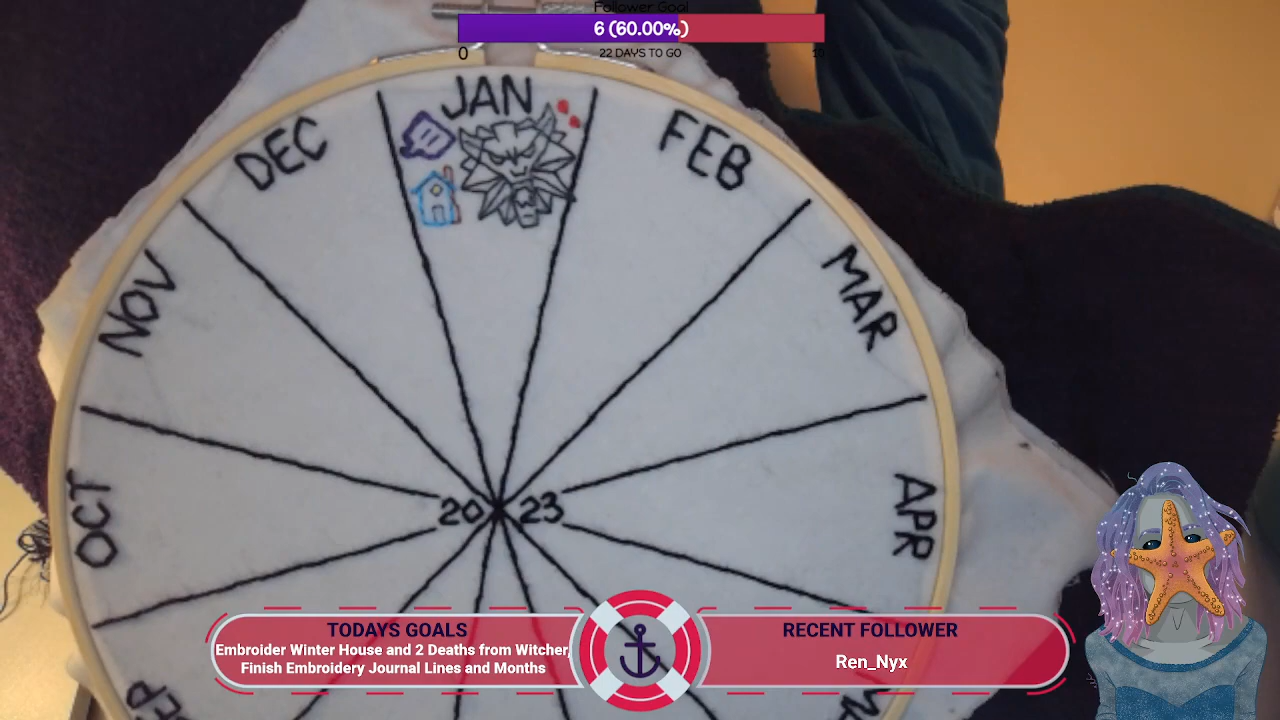 Follower Goal
6 (60.00%)
0
22 DAYS TO GO
10
JAN
FEB
DEC
MAR
NOV
APR
OCT
20 23
TODAYS GOALS
Embroider Winter House and 2 Deaths from Witcher,
Finish Embroidery Journal Lines and Months
RECENT FOLLOWER
Ren_Nyx
SEP